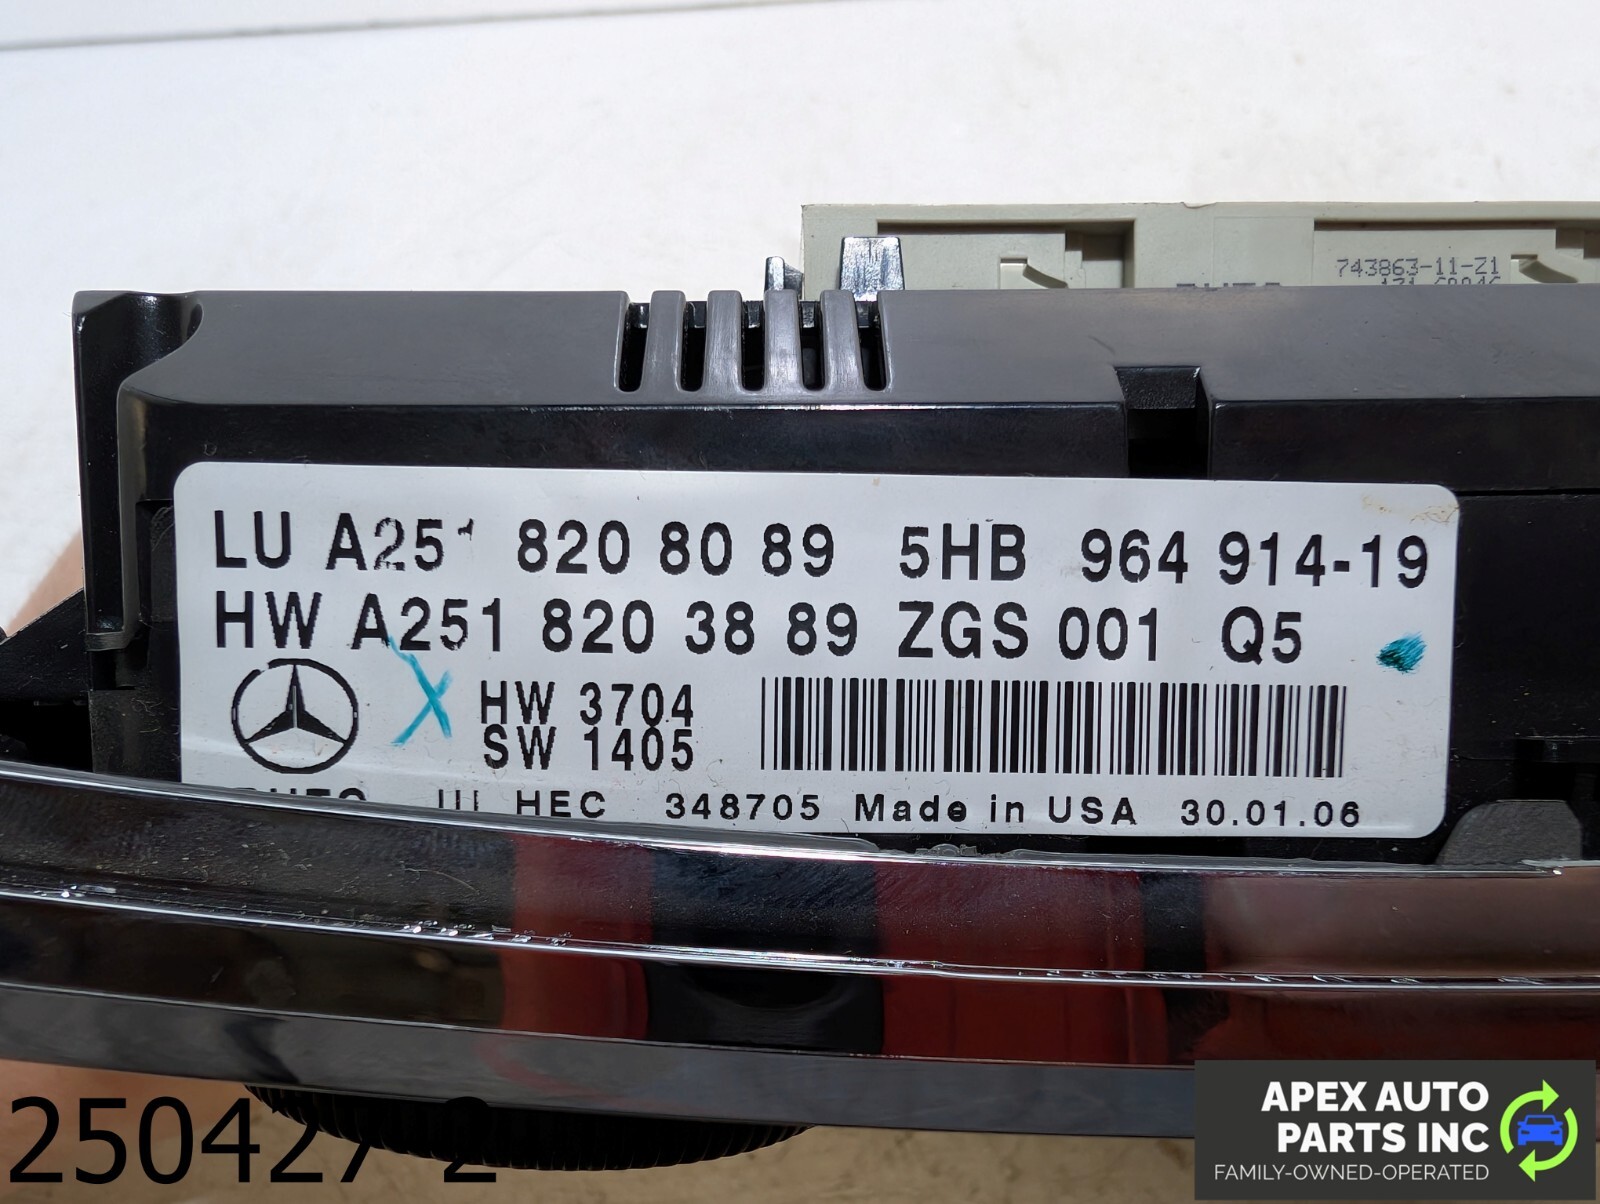 743863-11-Z1
LU A251 820 80 89 5HB 964 914-19
HW A251 820 38 89 ZGS 001 Q5
HW 3704
SW 1405
HEC 348705 Made in USA 30.01.06
250427 2
APEX AUTO
PARTS INC
FAMILY-OWNED-OPERATED